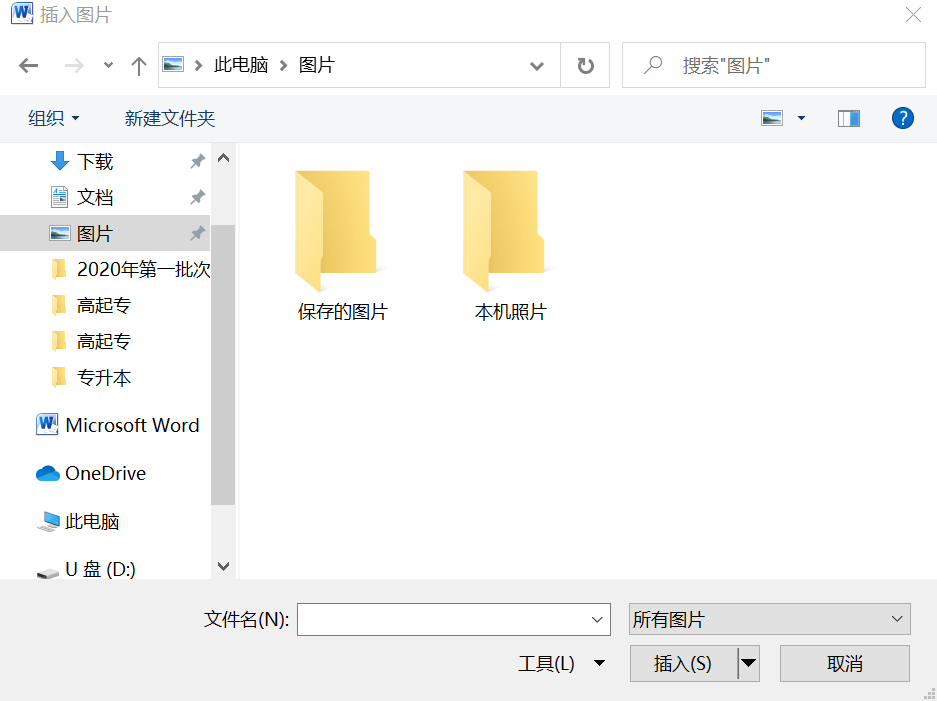 插入图片
此电脑 图片
搜索"图片"
组织 新建文件夹
下载
文档
图片
2020年第一批次
高起专
高起专
专升本
Microsoft Word
OneDrive
此电脑
U 盘 (D:)
保存的图片
本机照片
文件名(N):
所有图片
工具(L)
插入(S)
取消